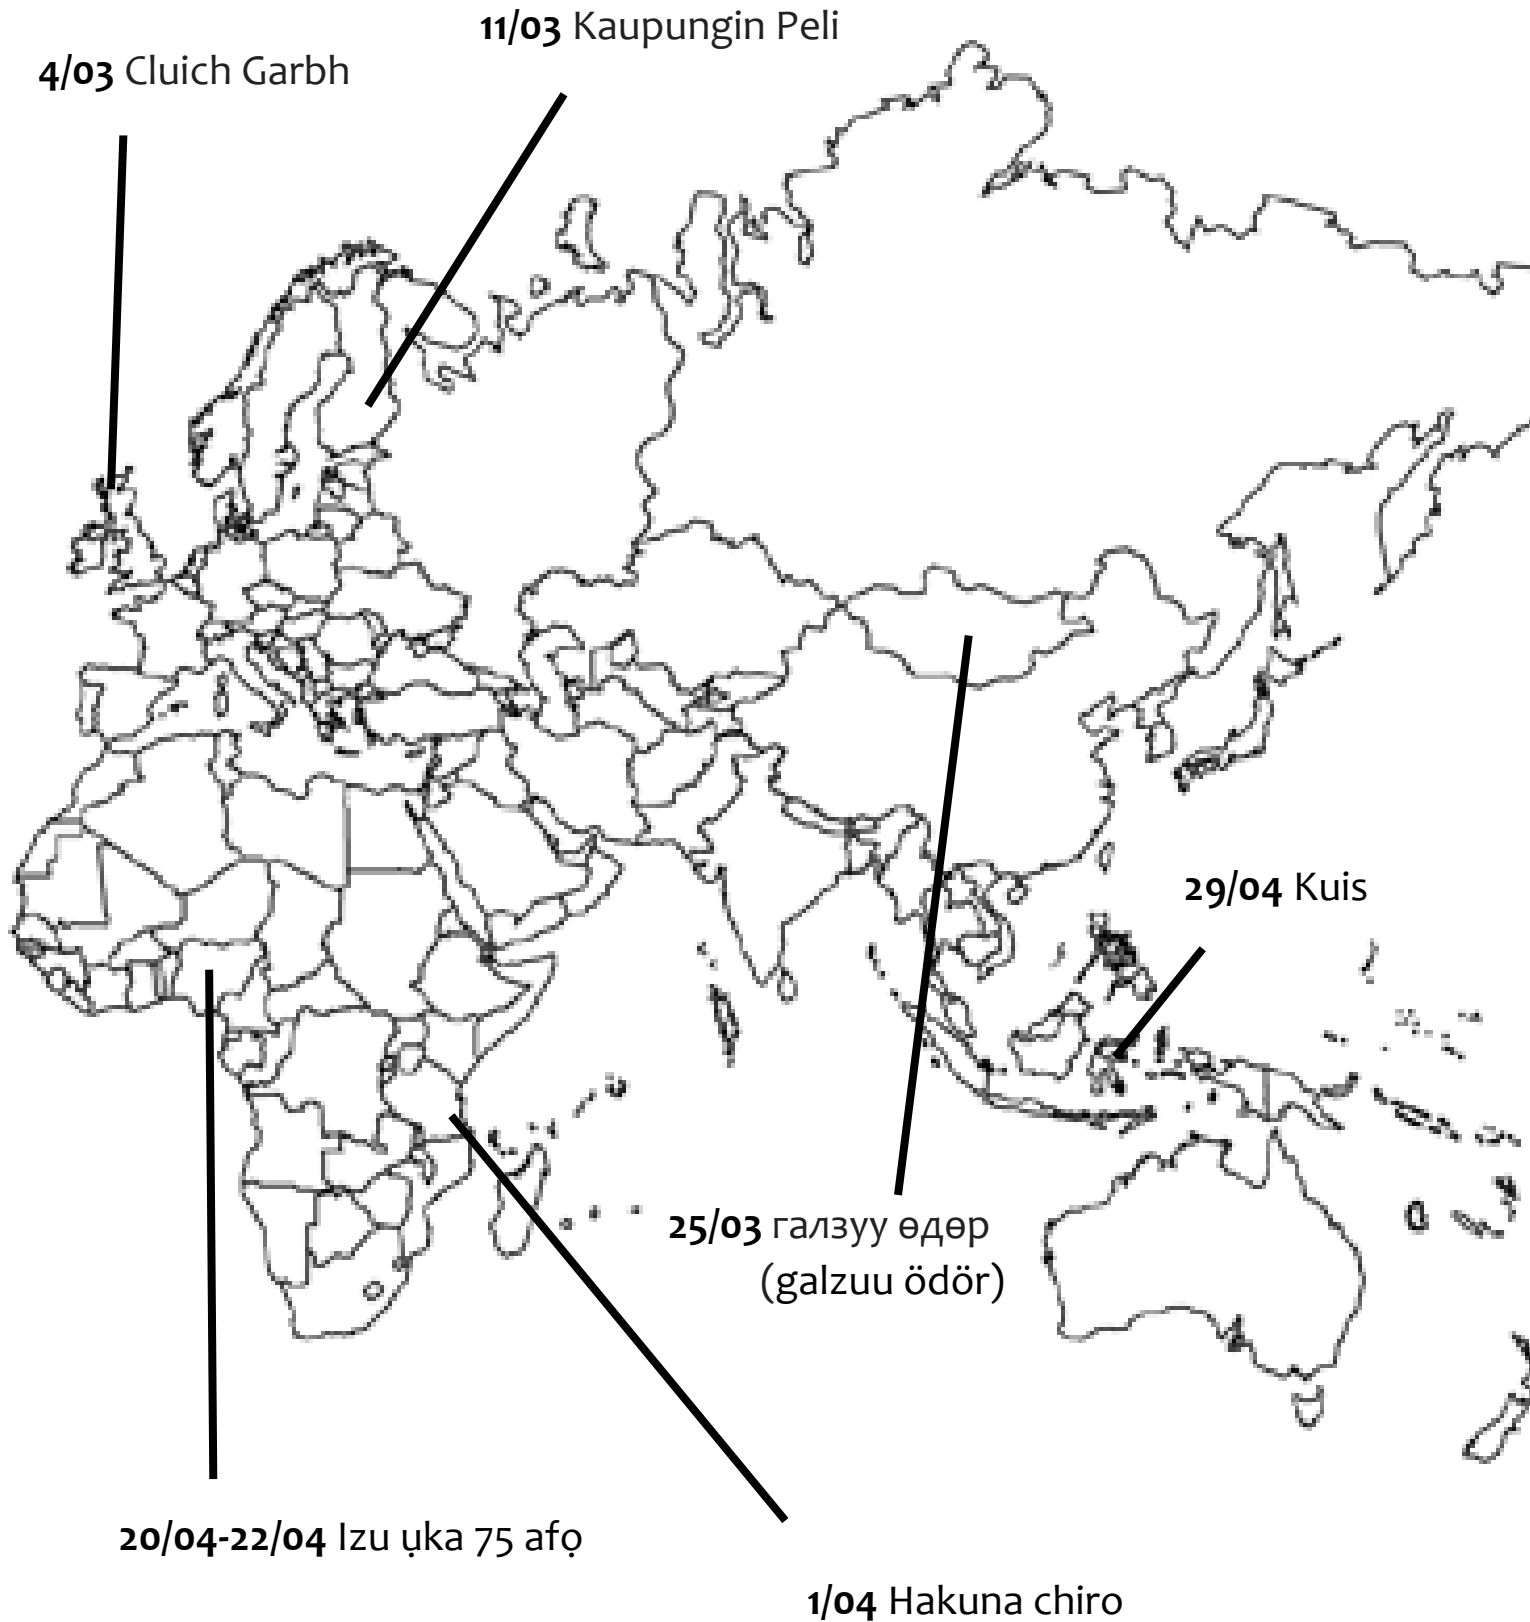 11/03 Kaupungin Peli
4/03 Cluich Garbh
29/04 Kuis
25/03 галзуу өдөр
(galzuu ödör)
20/04-22/04 Izu ụka 75 afọ
1/04 Hakuna chiro